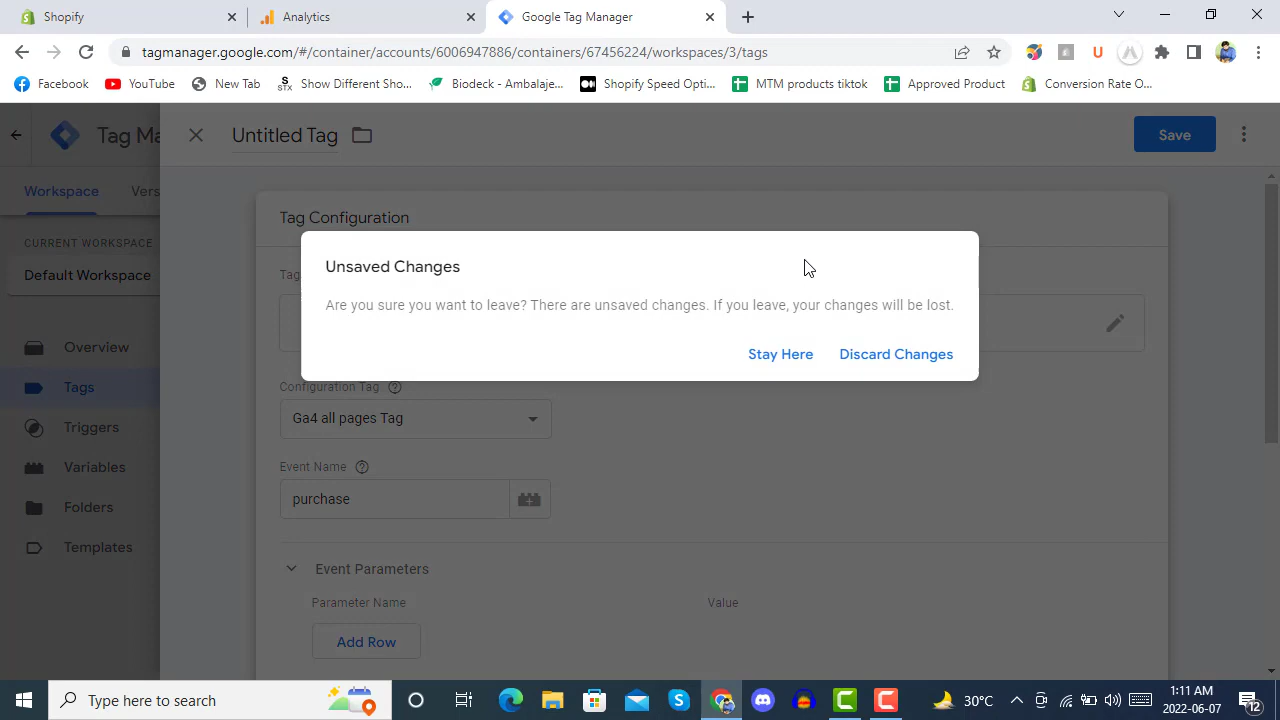 Shopify
Analytics
Google Tag Manager
tagmanager.google.com/#/container/accounts/6006947886/containers/67456224/workspaces/3/tags
Facebook
YouTube
New Tab
STX
Show Different Sho...
Biodeck - Ambalaje...
Shopify Speed Opti...
MTM products tiktok
Approved Product
Conversion Rate O...
Tag Ma
Untitled Tag
Save
Workspace
Vers
Tag Configuration
CURRENT WORKSPACE
Default Workspace
Tag
Unsaved Changes
Are you sure you want to leave? There are unsaved changes. If you leave, your changes will be lost.
Stay Here
Discard Changes
Overview
Tags
Triggers
Variables
Folders
Templates
Configuration Tag
Ga4 all pages Tag
Event Name
purchase
Event Parameters
Parameter Name
Value
Add Row
Type here to search
30°C
1:11 AM
2022-06-07
12